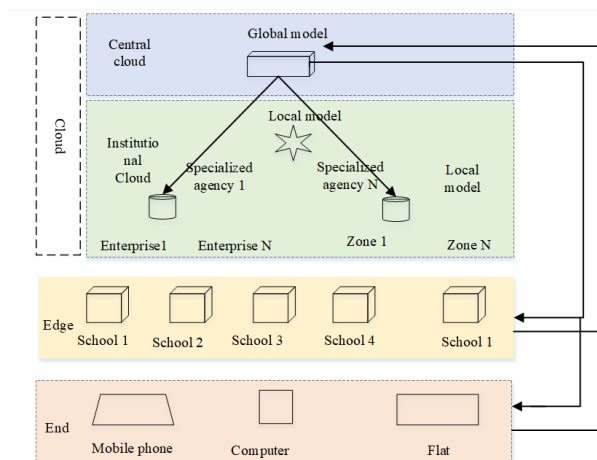 Global model
Central
cloud
Cloud
Local model
Institutio
nal Cloud
Specialized
agency 1
Specialized
agency N
Local
model
Enterprise1
Enterprise N
Zone 1
Zone N
Edge
School 1
School 2
School 3
School 4
School 1
End
Mobile phone
Computer
Flat